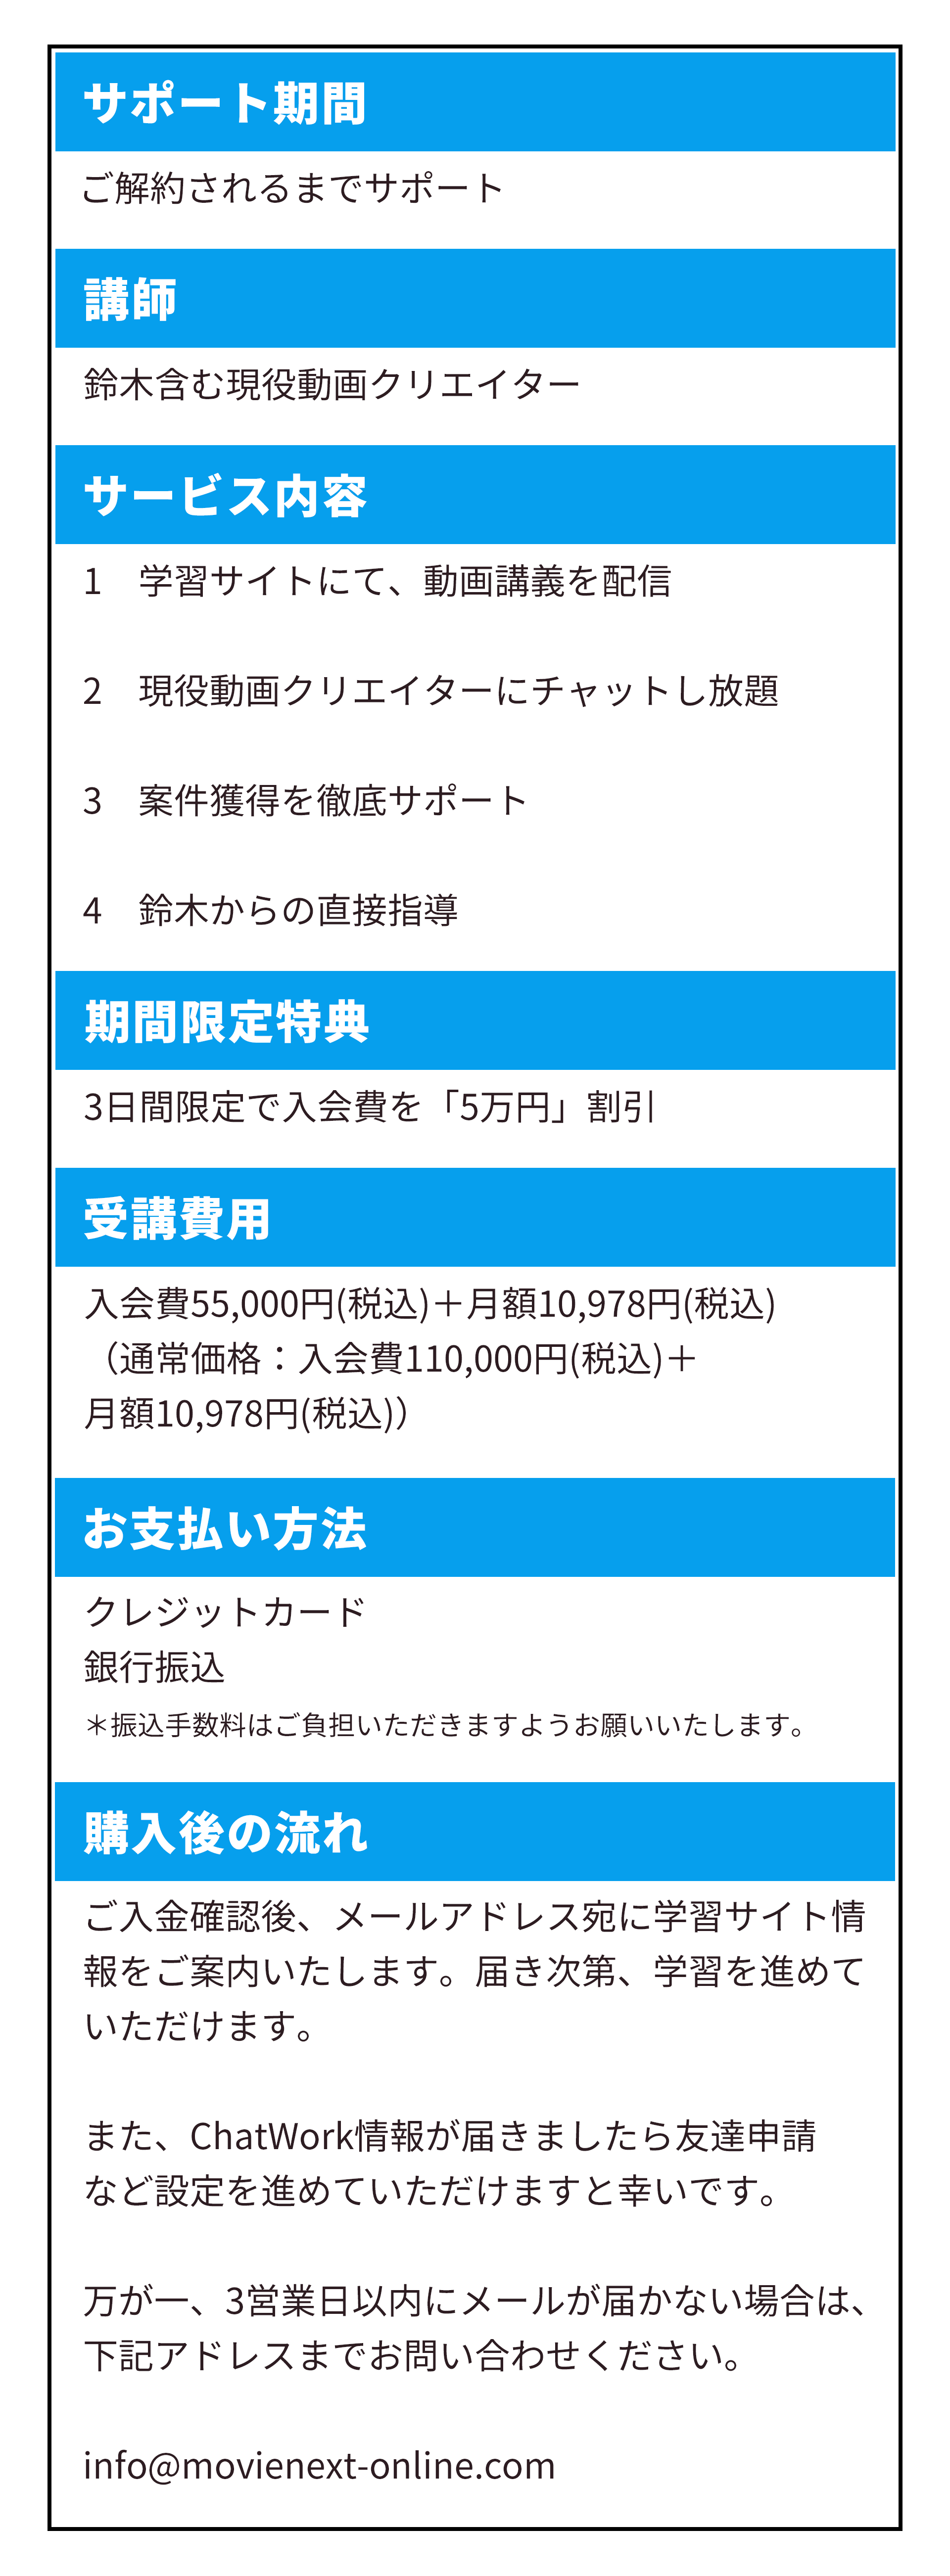 サポート期間
ご解約されるまでサポート
講師
鈴木含む現役動画クリエイター
サービス内容
1　学習サイトにて、動画講義を配信
2　現役動画クリエイターにチャットし放題
3　案件獲得を徹底サポート
4　鈴木からの直接指導
期間限定特典
3日間限定で入会費を「5万円」割引
受講費用
入会費55,000円(税込)＋月額10,978円(税込)
（通常価格：入会費110,000円(税込)＋
月額10,978円(税込)）
お支払い方法
クレジットカード
銀行振込
＊振込手数料はご負担いただきますようお願いいたします。
購入後の流れ
ご入金確認後、メールアドレス宛に学習サイト情
報をご案内いたします。届き次第、学習を進めて
いただけます。
また、ChatWork情報が届きましたら友達申請
など設定を進めていただけますと幸いです。
万が一、3営業日以内にメールが届かない場合は、
下記アドレスまでお問い合わせください。
info@movienext-online.com